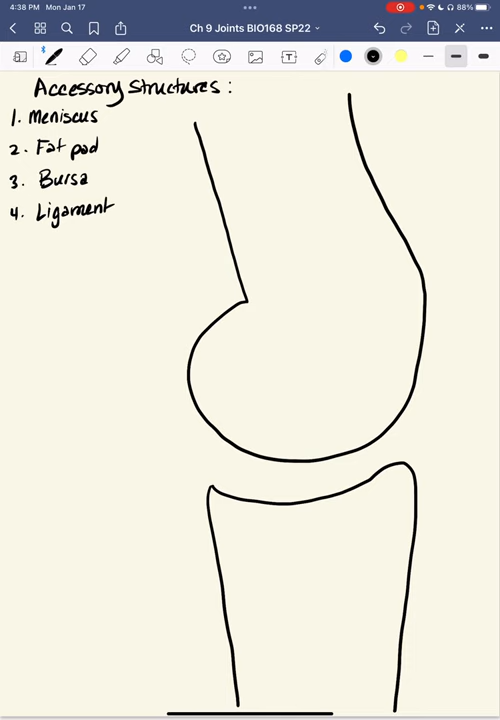 4:38 PM Mon Jan 17
88%
Ch 9 Joints BIO168 SP22
T
Accessory Structures:
1. Meniscus
2. Fat pad
3. Bursa
4. Ligament